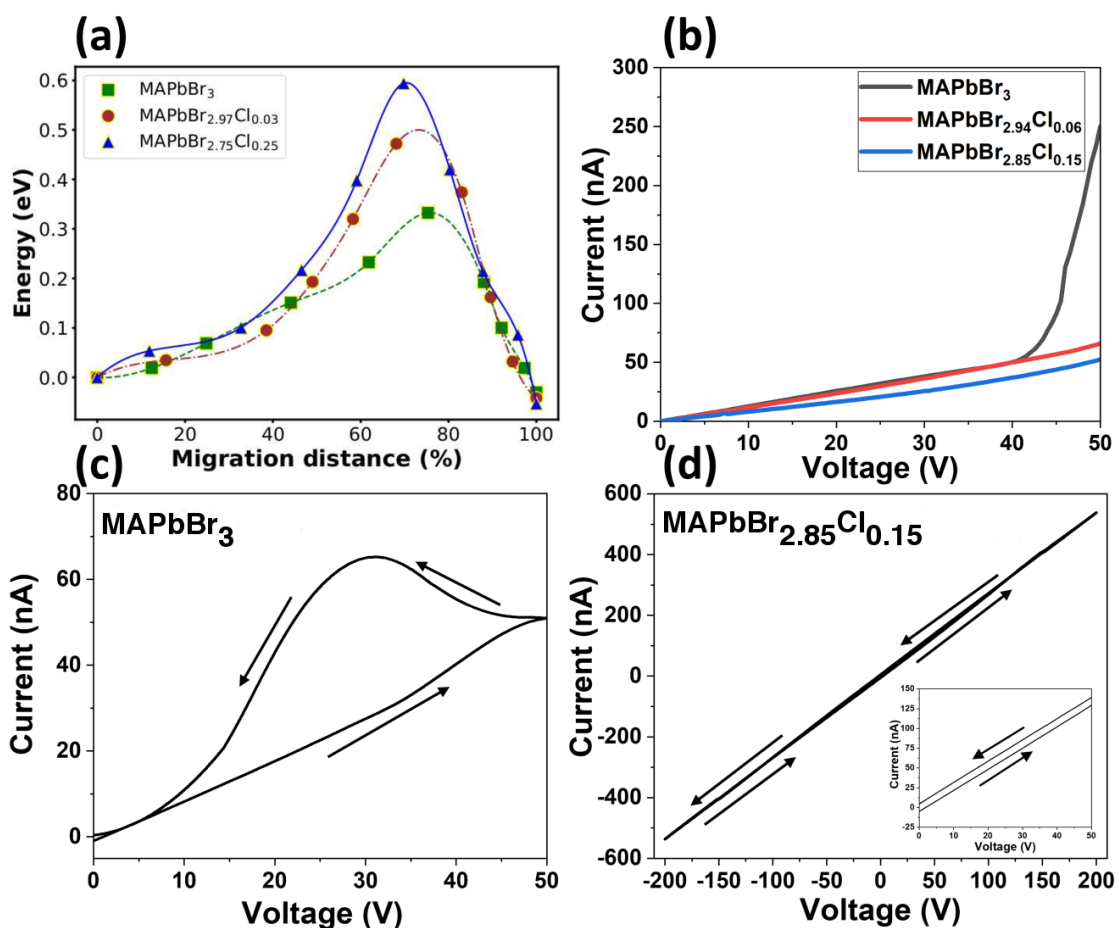 (a)
0.6
0.5
0.4
0.3
0.2
0.1
0.0
Energy (eV)
MAPbBr₃
MAPbBr₂.₉₇Cl₀.₀₃
MAPbBr₂.₇₅Cl₀.₂₅
0 20 40 60 80 100
Migration distance (%)
(b)
300
250
200
150
100
50
0
Current (nA)
MAPbBr₃
MAPbBr₂.₉₄Cl₀.₀₆
MAPbBr₂.₈₅Cl₀.₁₅
0 10 20 30 40 50
Voltage (V)
(c)
MAPbBr₃
80
60
40
20
0
Current (nA)
0 10 20 30 40 50
Voltage (V)
(d)
MAPbBr₂.₈₅Cl₀.₁₅
600
400
200
0
-200
-400
-600
Current (nA)
150
125
100
75
50
25
0
-25
Current (nA)
0 10 20 30 40 50
Voltage (V)
-200 -150 -100 -50 0 50 100 150 200
Voltage (V)